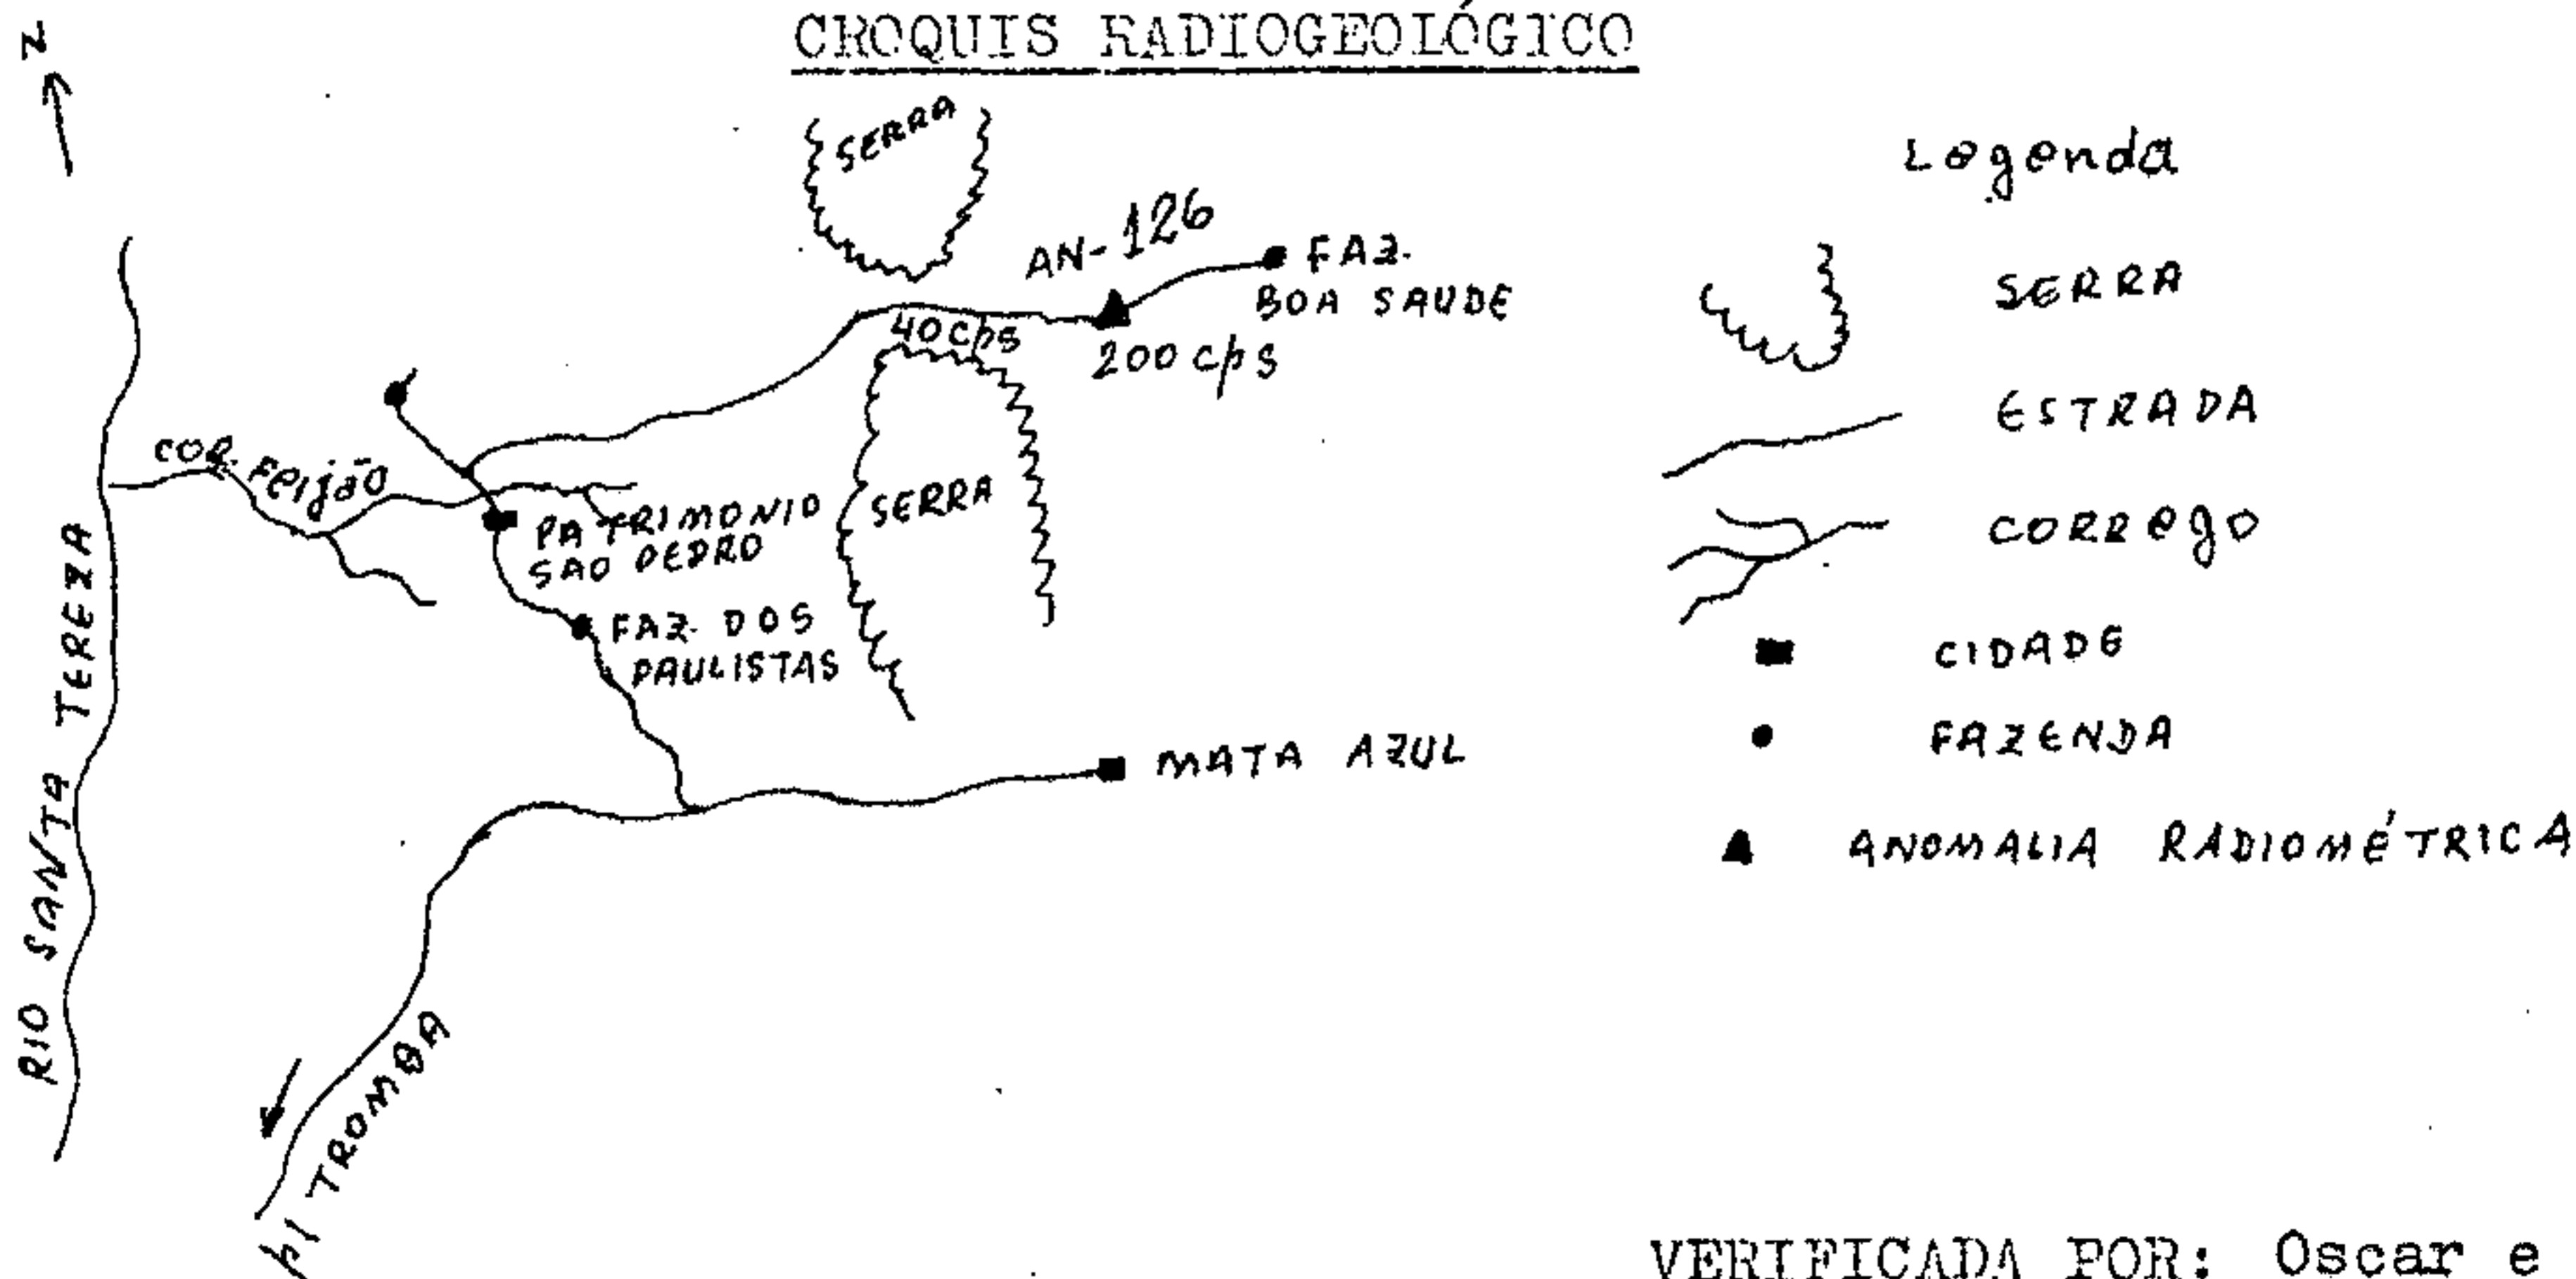 CROQUIS RADIOGEOLÓGICO
N
SERRA
AN-126
FAZ.
BOA SAUDE
40 cps
200 cps
COR. Feijão
PATRIMONIO
SAO PEDRO
SERRA
FAZ. DOS
PAULISTAS
MATA AZUL
RIO SANTA TEREZA
p/ TROMBA
Legenda
SERRA
ESTRADA
CORREgO
CIDADE
FAZENDA
ANOMALIA RADIOMÉTRICA
VERIFICADA POR: Oscar e